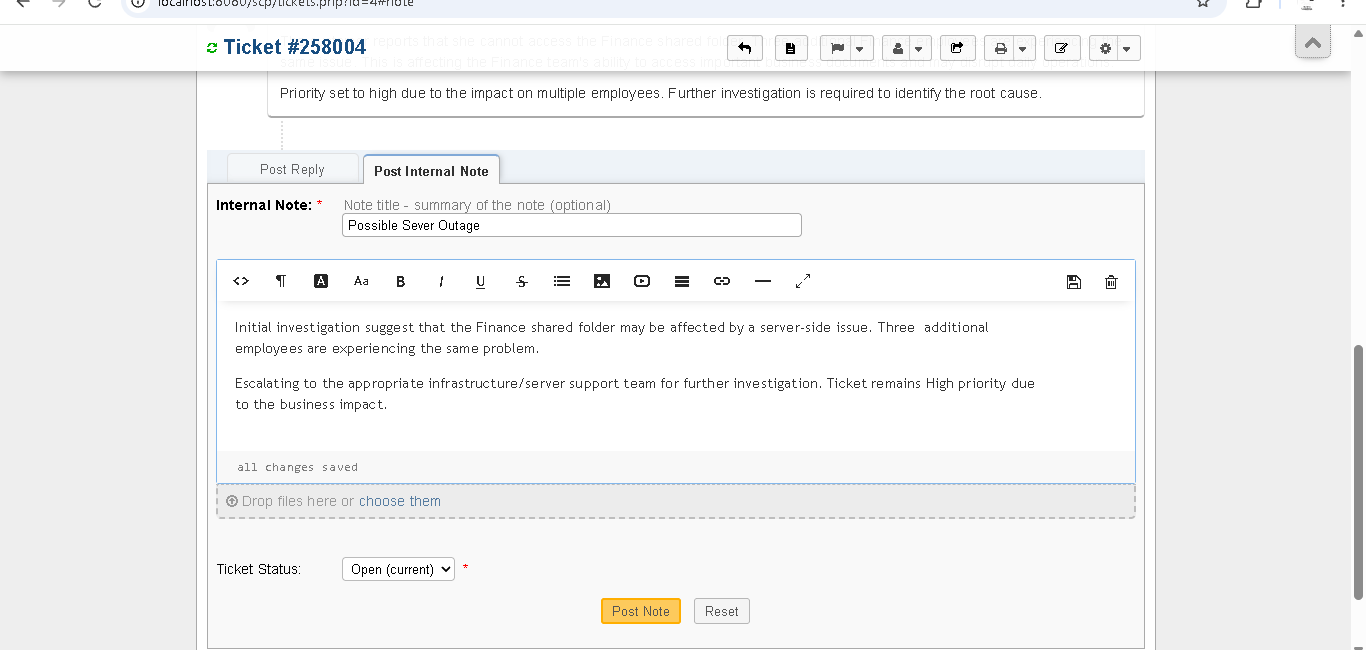 localhost:8080/scp/tickets.php?id=4#note
Ticket #258004
reports that she cannot access the Finance shared
same issue. This is affecting the Finance team's ability to access important business
Priority set to high due to the impact on multiple employees. Further investigation is required to identify the root cause.
Post Reply
Post Internal Note
Internal Note: *
Note title - summary of the note (optional)
Possible Sever Outage
Initial investigation suggest that the Finance shared folder may be affected by a server-side issue. Three  additional
employees are experiencing the same problem.
Escalating to the appropriate infrastructure/server support team for further investigation. Ticket remains High priority due
to the business impact.
all changes saved
Drop files here or choose them
Ticket Status:
Open (current)
*
Post Note
Reset